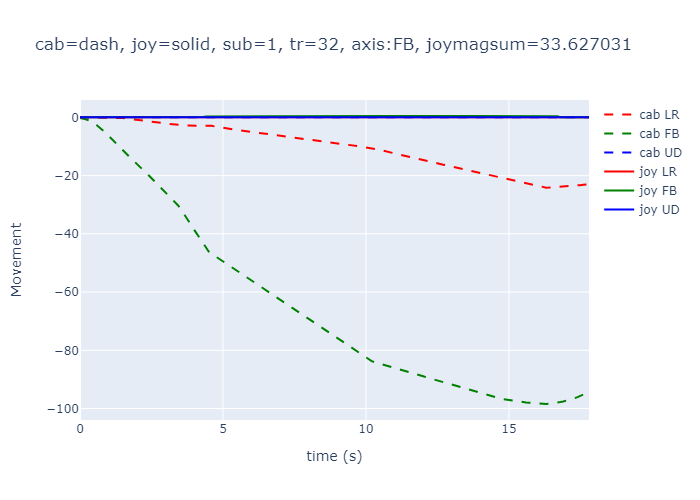 cab=dash, joy=solid, sub=1, tr=32, axis:FB, joymagsum=33.627031
0
−20
−40
−60
−80
−100
Movement
0
5
10
15
time (s)
cab LR
cab FB
cab UD
joy LR
joy FB
joy UD